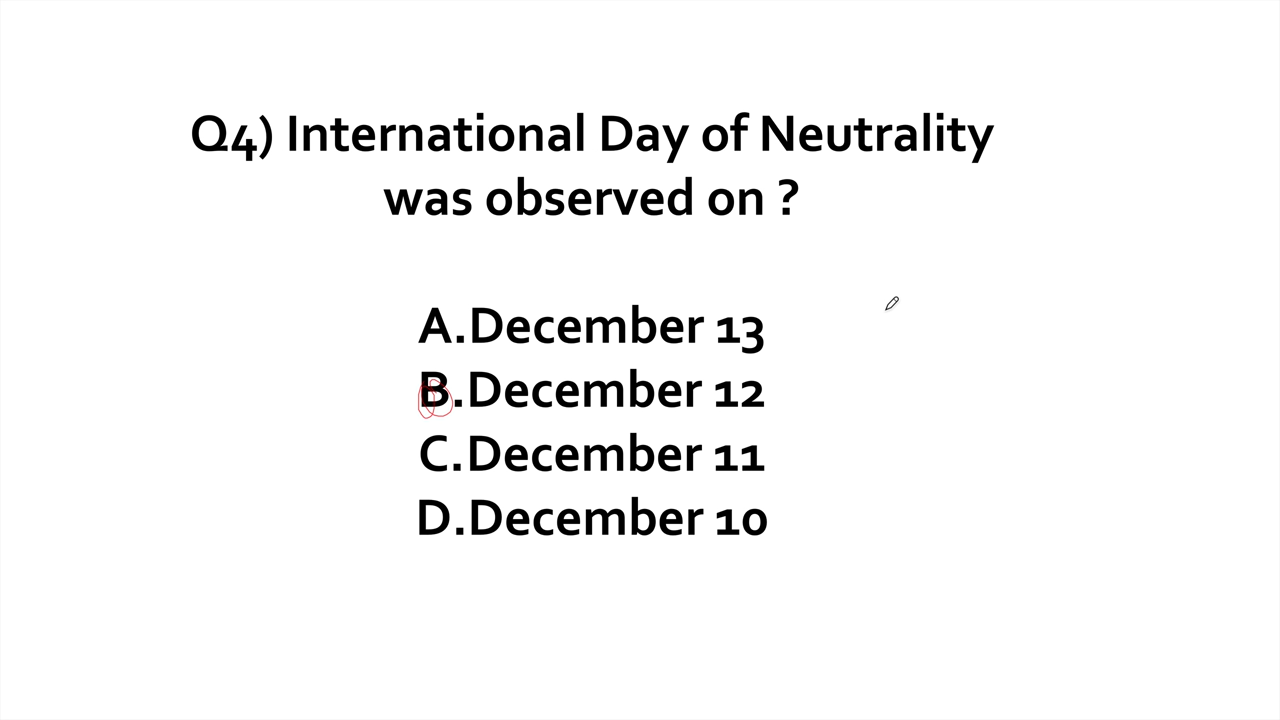 Q4) International Day of Neutrality
was observed on ?
A.December 13
B.December 12
C.December 11
D.December 10